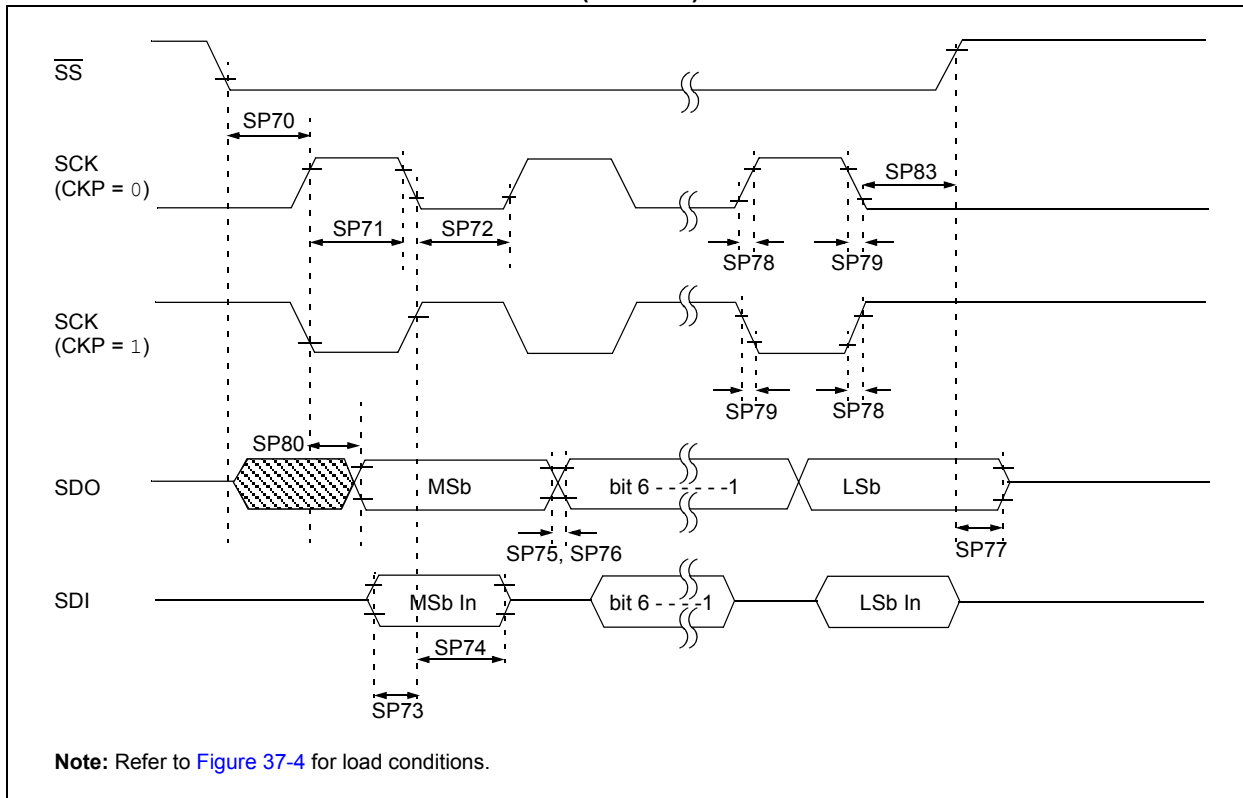 SS
SP70
SCK
(CKP = 0)
SP83
SP71
SP72
SP78
SP79
SCK
(CKP = 1)
SP79
SP78
SP80
SDO
MSb
bit 6 - - - - - - -1
LSb
SP75, SP76
SP77
SDI
MSb In
bit 6 - - - - -1
LSb In
SP74
SP73
Note: Refer to Figure 37-4 for load conditions.